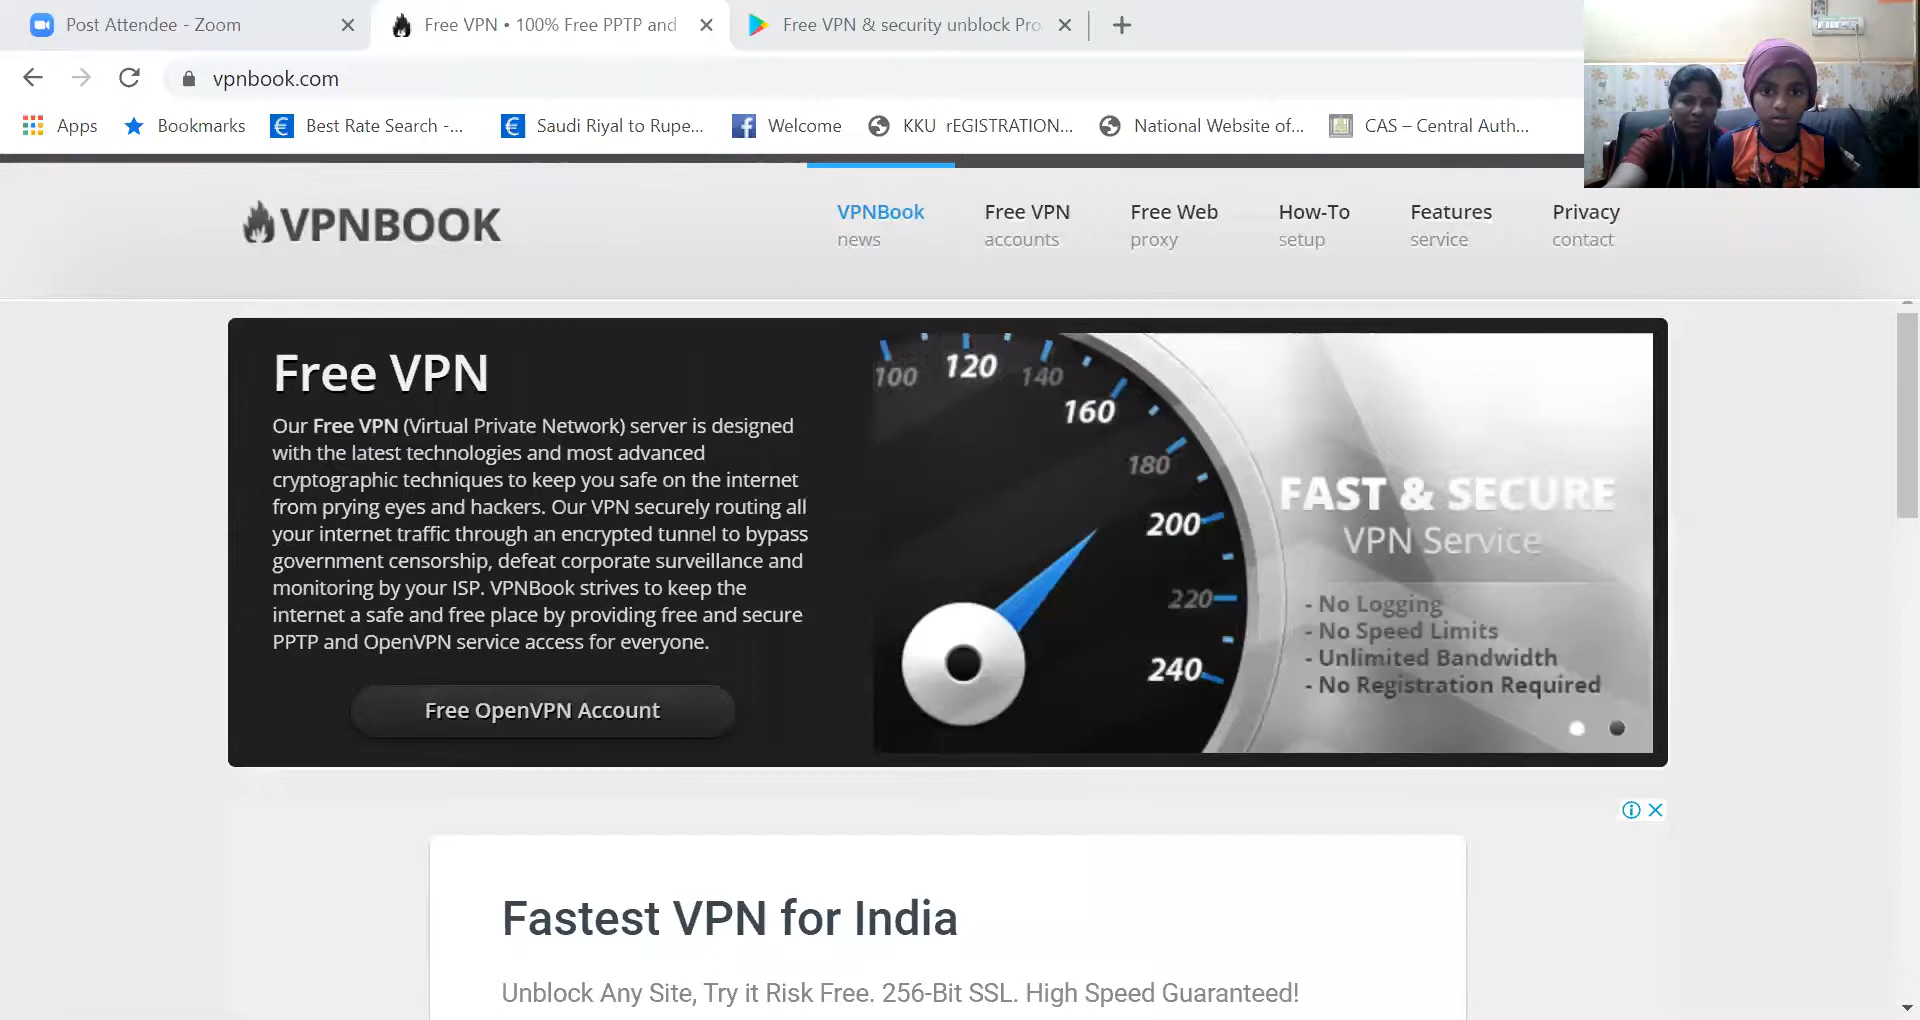 Post Attendee - Zoom
Free VPN • 100% Free PPTP and
Free VPN & security unblock Pro
vpnbook.com
Apps
Bookmarks
Best Rate Search -...
Saudi Riyal to Rupe...
Welcome
KKU rEGISTRATION...
National Website of...
CAS – Central Auth...
VPNBOOK
VPNBook
news
Free VPN
accounts
Free Web
proxy
How-To
setup
Features
service
Privacy
contact
Free VPN
Our Free VPN (Virtual Private Network) server is designed
with the latest technologies and most advanced
cryptographic techniques to keep you safe on the internet
from prying eyes and hackers. Our VPN securely routing all
your internet traffic through an encrypted tunnel to bypass
government censorship, defeat corporate surveillance and
monitoring by your ISP. VPNBook strives to keep the
internet a safe and free place by providing free and secure
PPTP and OpenVPN service access for everyone.
Free OpenVPN Account
100
120
140
160
180
200
220
240
FAST & SECURE
VPN Service
- No Logging
- No Speed Limits
- Unlimited Bandwidth
- No Registration Required
Fastest VPN for India
Unblock Any Site, Try it Risk Free. 256-Bit SSL. High Speed Guaranteed!